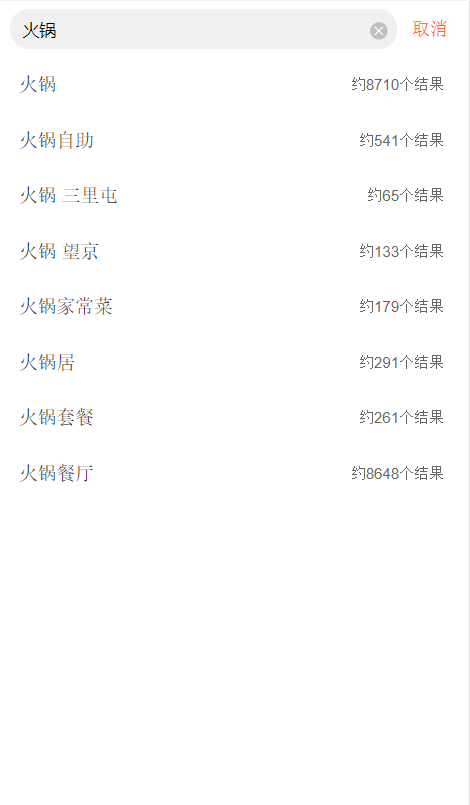 火锅 取消
火锅 约8710个结果
火锅自助 约541个结果
火锅 三里屯 约65个结果
火锅 望京 约133个结果
火锅家常菜 约179个结果
火锅居 约291个结果
火锅套餐 约261个结果
火锅餐厅 约8648个结果